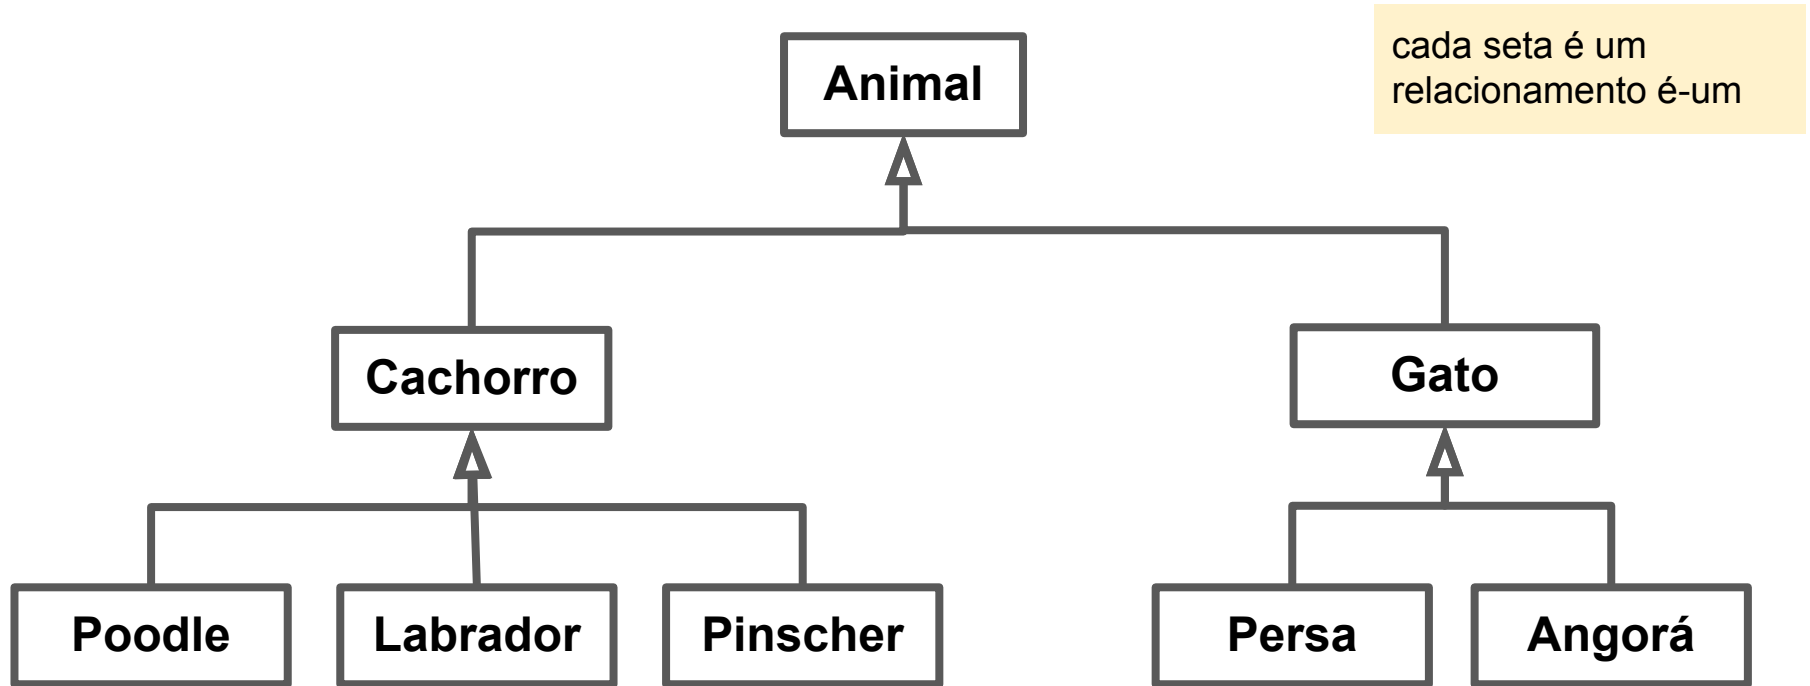 cada seta é um
relacionamento é-um
Animal
Cachorro
Gato
Poodle
Labrador
Pinscher
Persa
Angorá